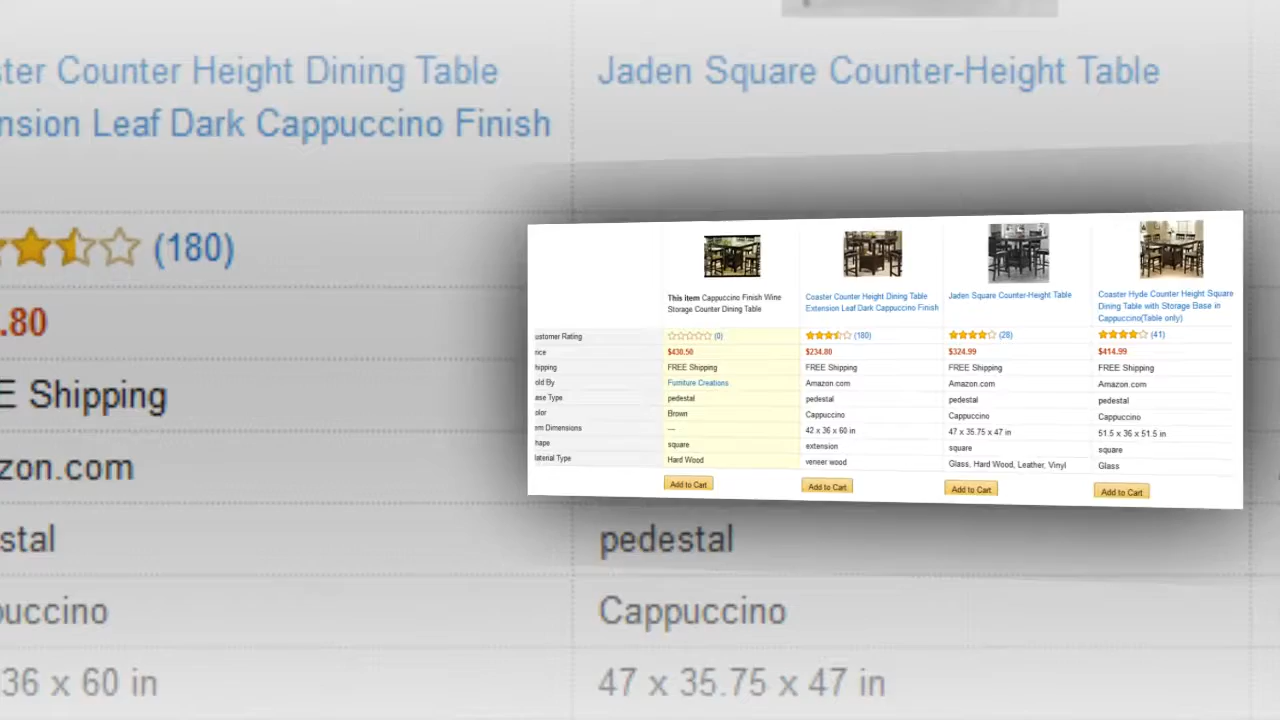 ster Counter Height Dining Table
nsion Leaf Dark Cappuccino Finish
Jaden Square Counter-Height Table
(180)
.80
E Shipping
zon.com
stal
pedestal
puccino
Cappuccino
36 x 60 in
47 x 35.75 x 47 in
This item Cappuccino Finish Wine
Storage Counter Dining Table
Coaster Counter Height Dining Table
Extension Leaf Dark Cappuccino Finish
Jaden Square Counter-Height Table
Coaster Hyde Counter Height Square
Dining Table with Storage Base in
Cappuccino(Table only)
ustomer Rating (0) (180) (28) (41)
rice $430.50 $234.80 $324.99 $414.99
hipping FREE Shipping FREE Shipping FREE Shipping FREE Shipping
old By Furniture Creations Amazon.com Amazon.com Amazon.com
ase Type pedestal pedestal pedestal pedestal
olor Brown Cappuccino Cappuccino Cappuccino
em Dimensions — 42 x 36 x 60 in 47 x 35.75 x 47 in 51.5 x 36 x 51.5 in
hape square extension square square
aterial Type Hard Wood veneer wood Glass, Hard Wood, Leather, Vinyl Glass
Add to Cart Add to Cart Add to Cart Add to Cart